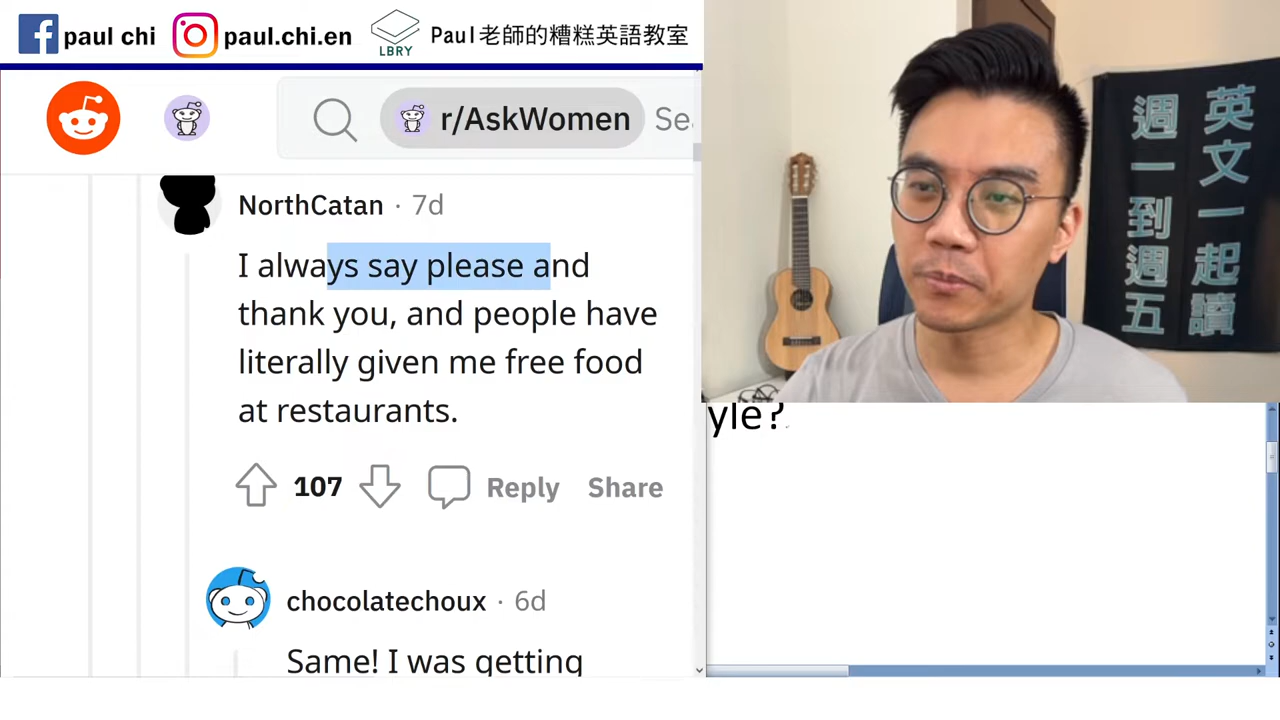 paul chi
paul.chi.en
LBRY
Paul老師的糟糕英語教室
r/AskWomen
Sea
NorthCatan · 7d
I always say please and
thank you, and people have
literally given me free food
at restaurants.
107
Reply
Share
chocolatechoux · 6d
Same! I was getting
yle?
英文一起讀
週一到週五